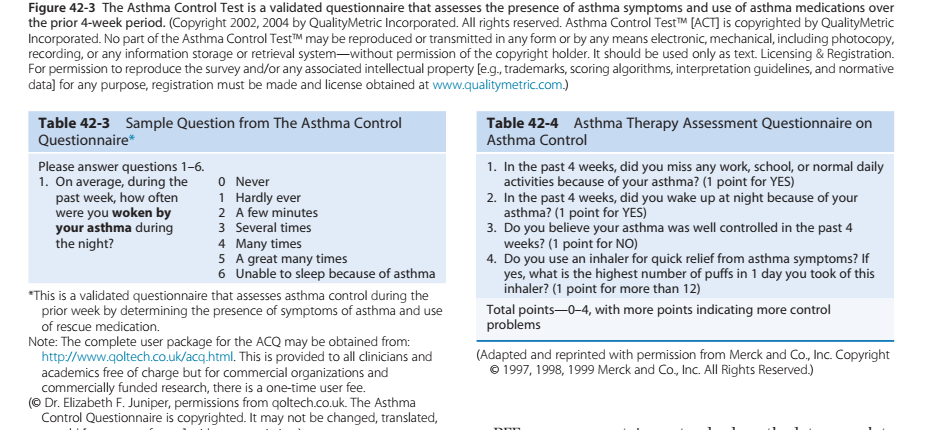 Figure 42-3 The Asthma Control Test is a validated questionnaire that assesses the presence of asthma symptoms and use of asthma medications over
the prior 4-week period. (Copyright 2002, 2004 by QualityMetric Incorporated. All rights reserved. Asthma Control Test™ [ACT] is copyrighted by QualityMetric
Incorporated. No part of the Asthma Control Test™ may be reproduced or transmitted in any form or by any means electronic, mechanical, including photocopy,
recording, or any information storage or retrieval system—without permission of the copyright holder. It should be used only as text. Licensing & Registration.
For permission to reproduce the survey and/or any associated intellectual property [e.g., trademarks, scoring algorithms, interpretation guidelines, and normative
data] for any purpose, registration must be made and license obtained at www.qualitymetric.com.)
Table 42-3 Sample Question from The Asthma Control
Questionnaire*
Please answer questions 1–6.
1. On average, during the
past week, how often
were you woken by
your asthma during
the night?
0 Never
1 Hardly ever
2 A few minutes
3 Several times
4 Many times
5 A great many times
6 Unable to sleep because of asthma
*This is a validated questionnaire that assesses asthma control during the
prior week by determining the presence of symptoms of asthma and use
of rescue medication.
Note: The complete user package for the ACQ may be obtained from:
http://www.qoltech.co.uk/acq.html. This is provided to all clinicians and
academics free of charge but for commercial organizations and
commercially funded research, there is a one-time user fee.
(© Dr. Elizabeth F. Juniper, permissions from qoltech.co.uk. The Asthma
Control Questionnaire is copyrighted. It may not be changed, translated,
Table 42-4 Asthma Therapy Assessment Questionnaire on
Asthma Control
1. In the past 4 weeks, did you miss any work, school, or normal daily
activities because of your asthma? (1 point for YES)
2. In the past 4 weeks, did you wake up at night because of your
asthma? (1 point for YES)
3. Do you believe your asthma was well controlled in the past 4
weeks? (1 point for NO)
4. Do you use an inhaler for quick relief from asthma symptoms? If
yes, what is the highest number of puffs in 1 day you took of this
inhaler? (1 point for more than 12)
Total points—0–4, with more points indicating more control
problems
(Adapted and reprinted with permission from Merck and Co., Inc. Copyright
© 1997, 1998, 1999 Merck and Co., Inc. All Rights Reserved.)